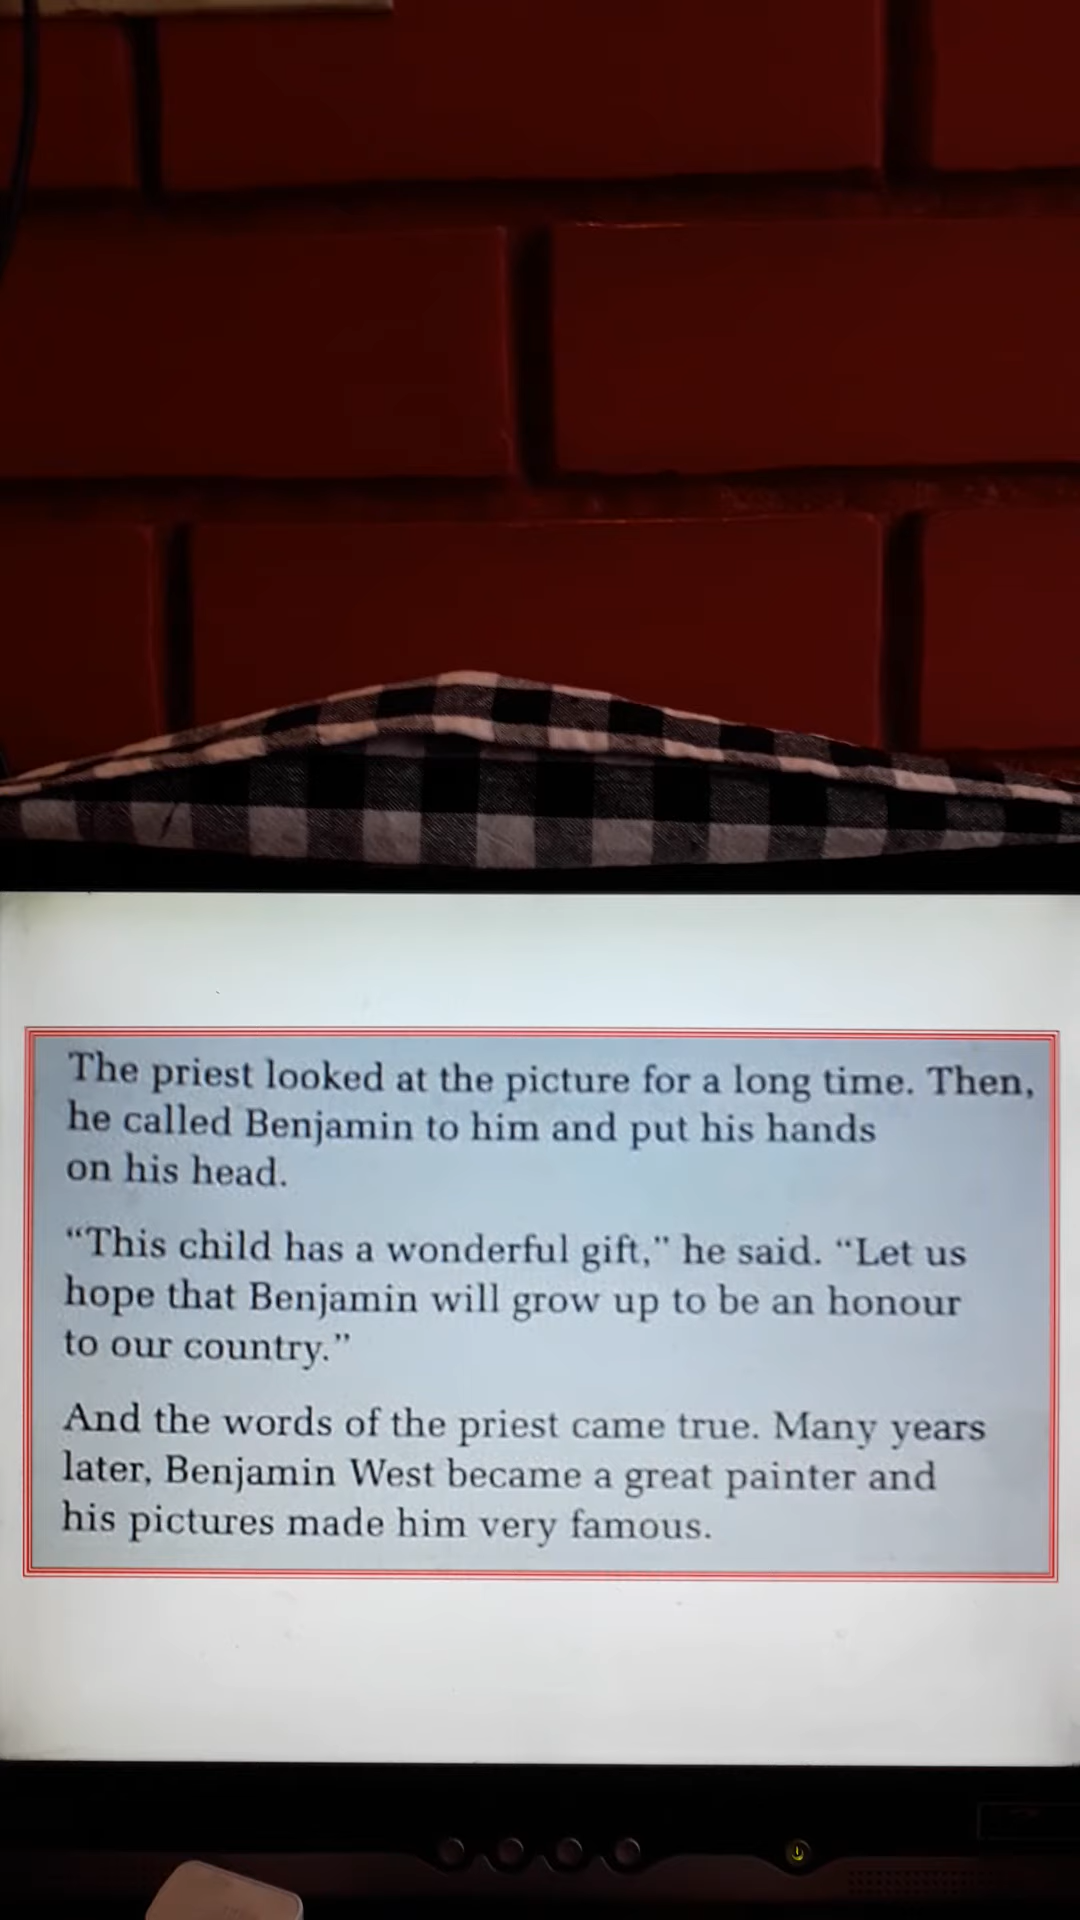 The priest looked at the picture for a long time. Then,
he called Benjamin to him and put his hands
on his head.
“This child has a wonderful gift,” he said. “Let us
hope that Benjamin will grow up to be an honour
to our country.”
And the words of the priest came true. Many years
later, Benjamin West became a great painter and
his pictures made him very famous.